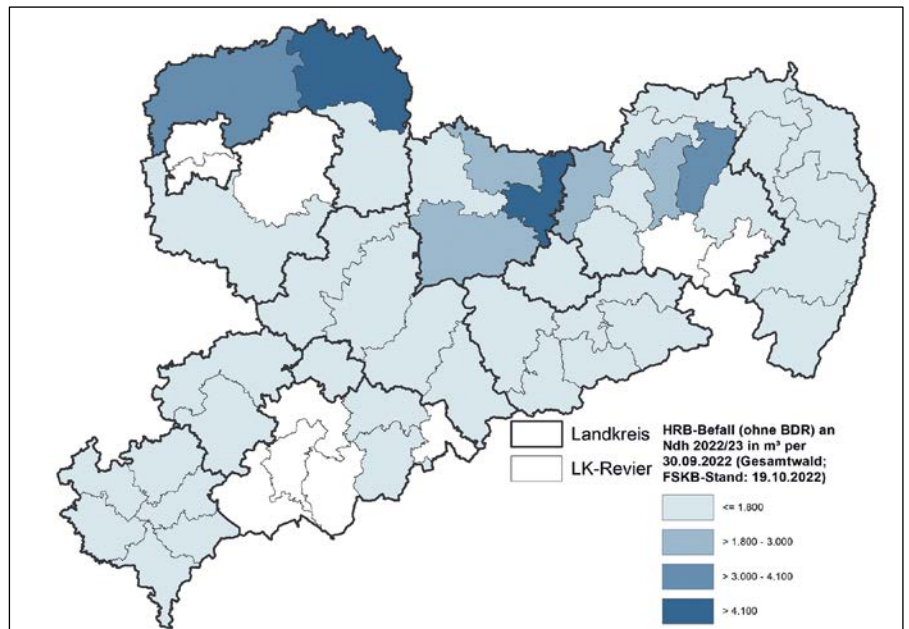 Landkreis
LK-Revier
HRB-Befall (ohne BDR) an
Ndh 2022/23 in m³ per
30.09.2022 (Gesamtwald;
FSKB-Stand: 19.10.2022)
<= 1.800
> 1.800 - 3.000
> 3.000 - 4.100
> 4.100